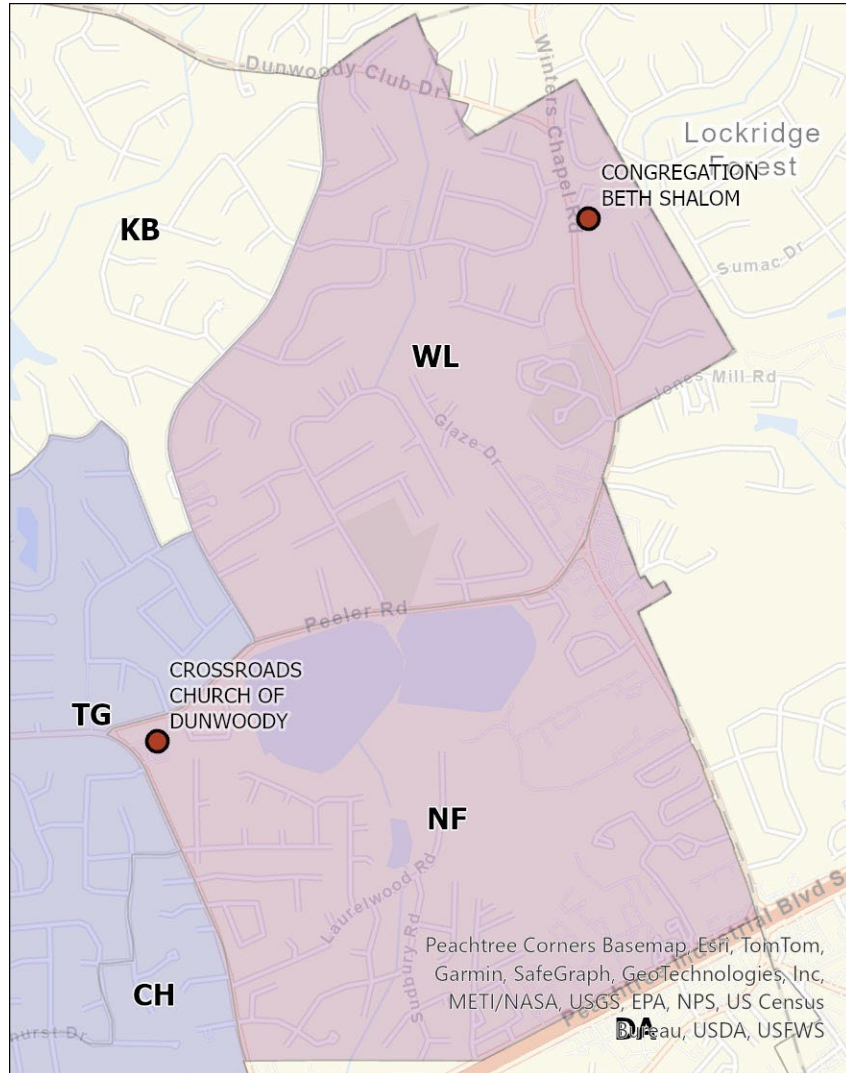 Dunwoody Club Dr
Winters Chapel Rd
Lockridge
Forest
CONGREGATION
BETH SHALOM
KB
Sumac Dr
WL
Jones Mill Rd
Glaze Dr
Peeler Rd
CROSSROADS
CHURCH OF
DUNWOODY
TG
NF
Laurelwood Rd
Sudbury Rd
Peachtree Industrial Blvd S
CH
hurst Dr
DA
Peachtree Corners Basemap, Esri, TomTom,
Garmin, SafeGraph, GeoTechnologies, Inc,
METI/NASA, USGS, EPA, NPS, US Census
Bureau, USDA, USFWS